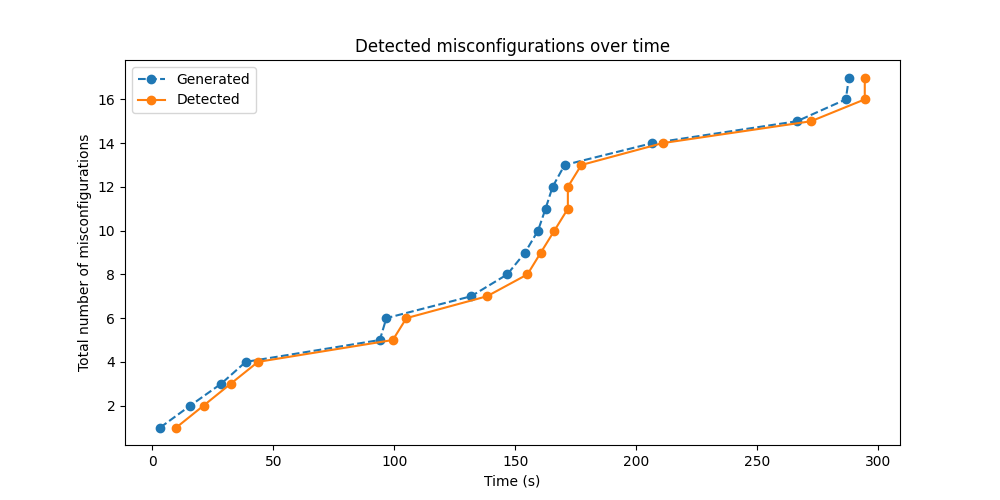 Detected misconfigurations over time
Generated
Detected
Total number of misconfigurations
16
14
12
10
8
6
4
2
0 50 100 150 200 250 300
Time (s)